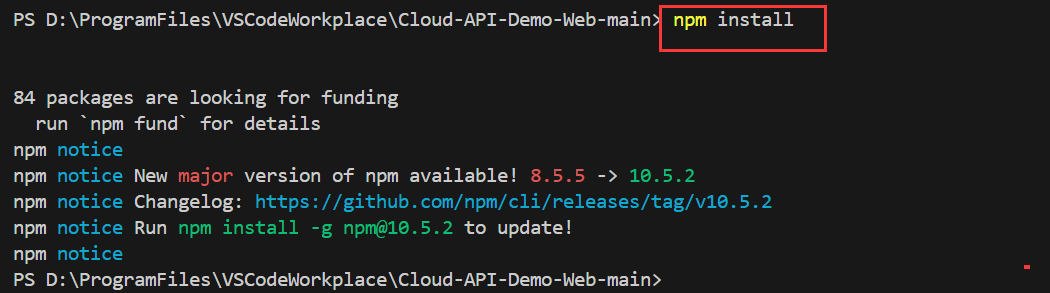 PS D:\ProgramFiles\VSCodeWorkplace\Cloud-API-Demo-Web-main> npm install
84 packages are looking for funding
run `npm fund` for details
npm notice
npm notice New major version of npm available! 8.5.5 -> 10.5.2
npm notice Changelog: https://github.com/npm/cli/releases/tag/v10.5.2
npm notice Run npm install -g npm@10.5.2 to update!
npm notice
PS D:\ProgramFiles\VSCodeWorkplace\Cloud-API-Demo-Web-main>